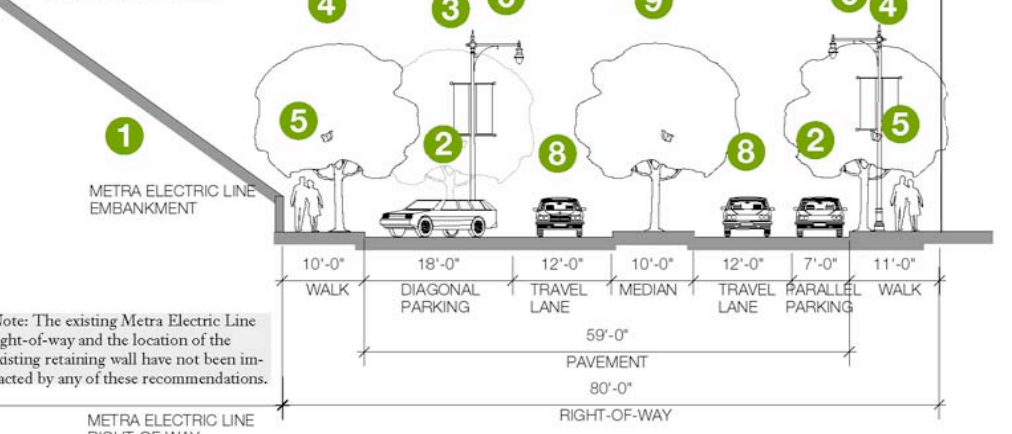 4
3
9
4
5
2
8
8
2
5
1
METRA ELECTRIC LINE
EMBANKMENT
10'-0"
18'-0"
12'-0"
10'-0"
12'-0"
7'-0"
11'-0"
WALK
DIAGONAL
PARKING
TRAVEL
LANE
MEDIAN
TRAVEL
LANE
PARALLEL
PARKING
WALK
59'-0"
PAVEMENT
80'-0"
RIGHT-OF-WAY
Note: The existing Metra Electric Line
ght-of-way and the location of the
xisting retaining wall have not been im-
acted by any of these recommendations.
METRA ELECTRIC LINE
RIGHT-OF-WAY